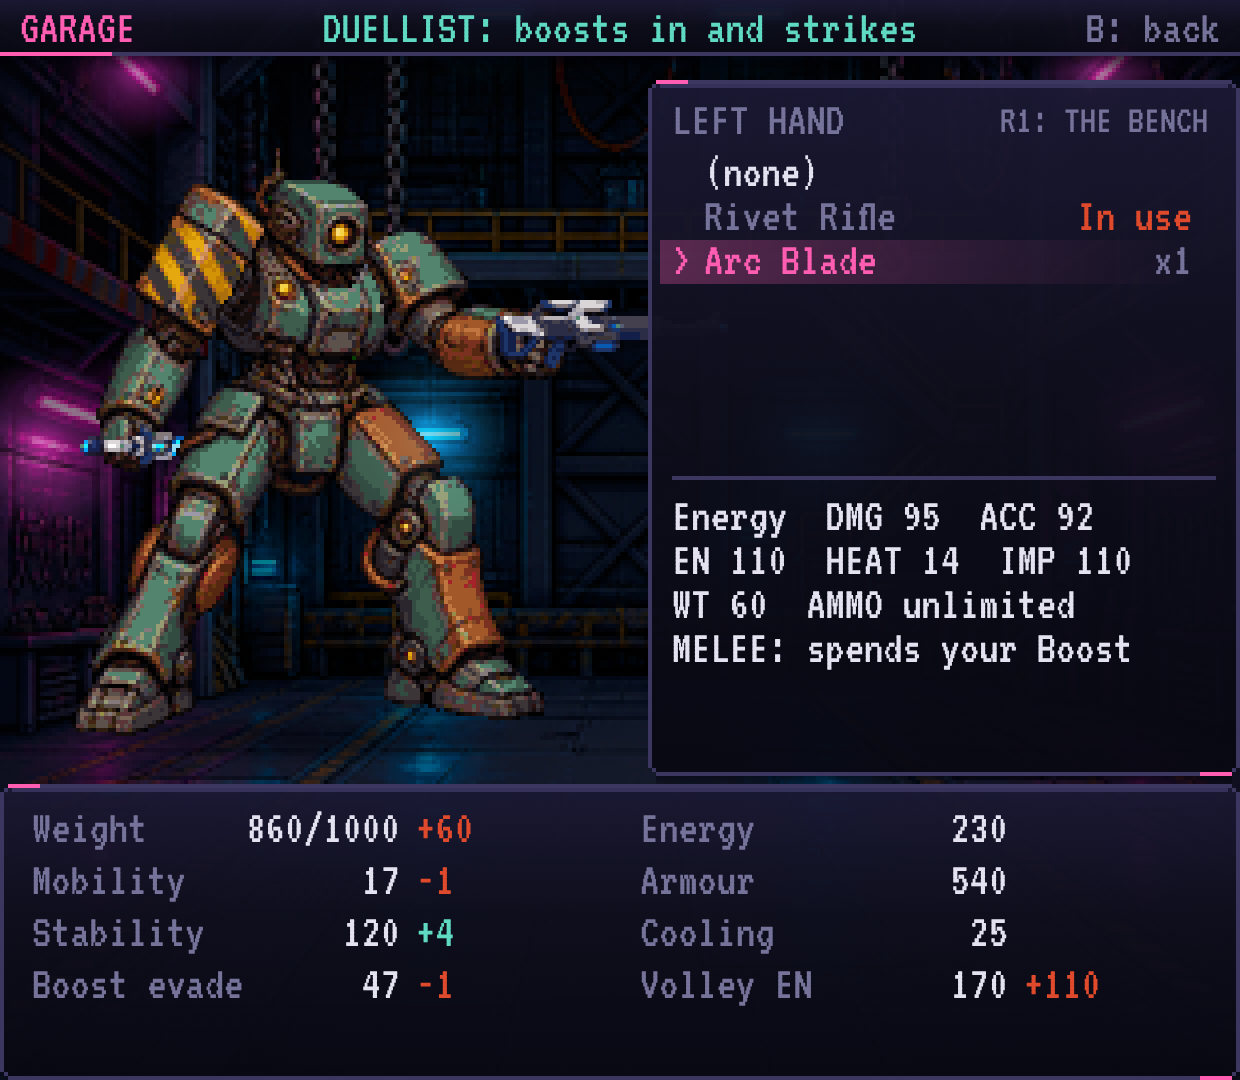 GARAGE DUELLIST: boosts in and strikes B: back
LEFT HAND R1: THE BENCH
(none)
Rivet Rifle In use
> Arc Blade x1
Energy DMG 95 ACC 92
EN 110 HEAT 14 IMP 110
WT 60 AMMO unlimited
MELEE: spends your Boost
Weight 860/1000 +60 Energy 230
Mobility 17 -1 Armour 540
Stability 120 +4 Cooling 25
Boost evade 47 -1 Volley EN 170 +110